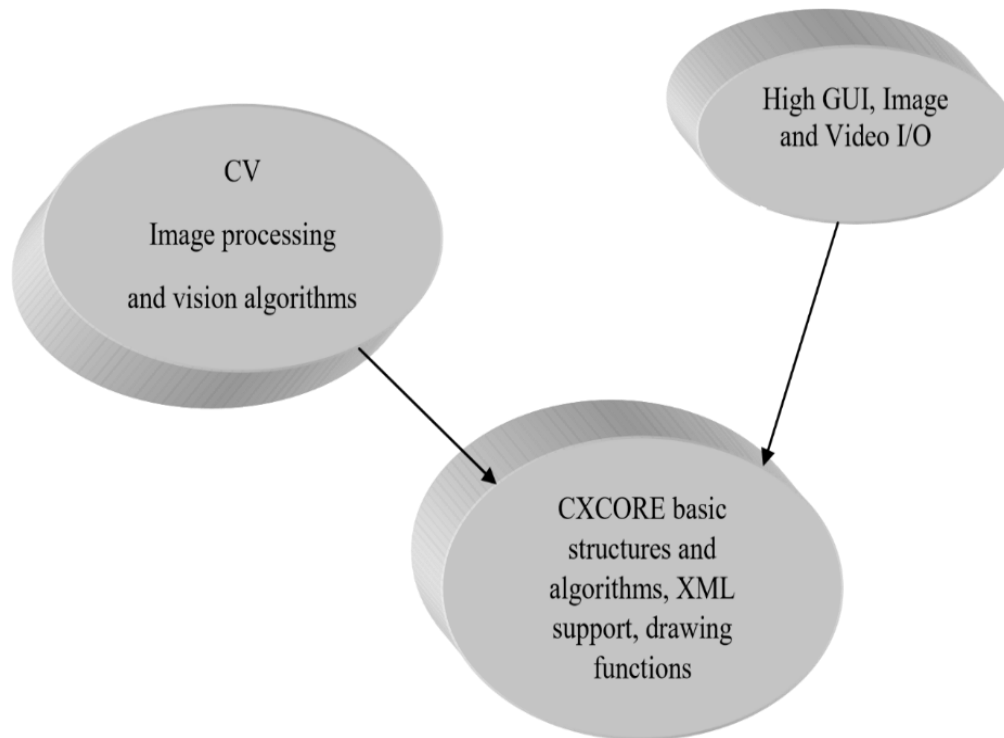 CV
Image processing
and vision algorithms
High GUI, Image
and Video I/O
CXCORE basic
structures and
algorithms, XML
support, drawing
functions